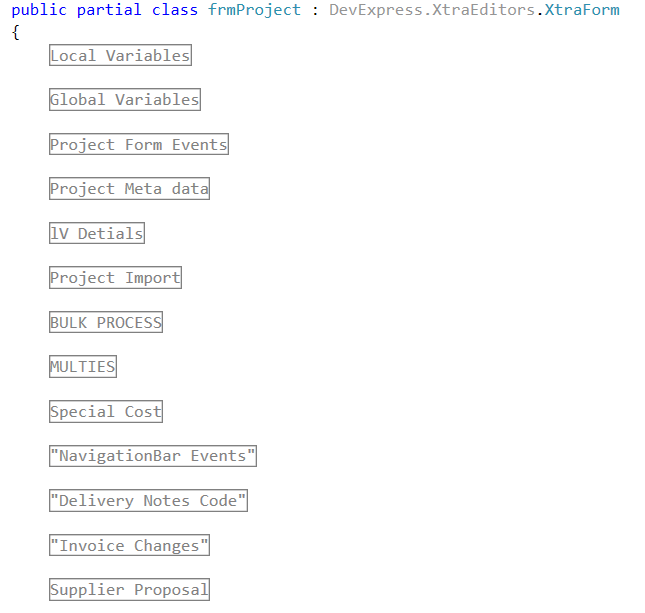 public partial class frmProject : DevExpress.XtraEditors.XtraForm
{
Local Variables
Global Variables
Project Form Events
Project Meta data
lV Detials
Project Import
BULK PROCESS
MULTIES
Special Cost
"NavigationBar Events"
"Delivery Notes Code"
"Invoice Changes"
Supplier Proposal